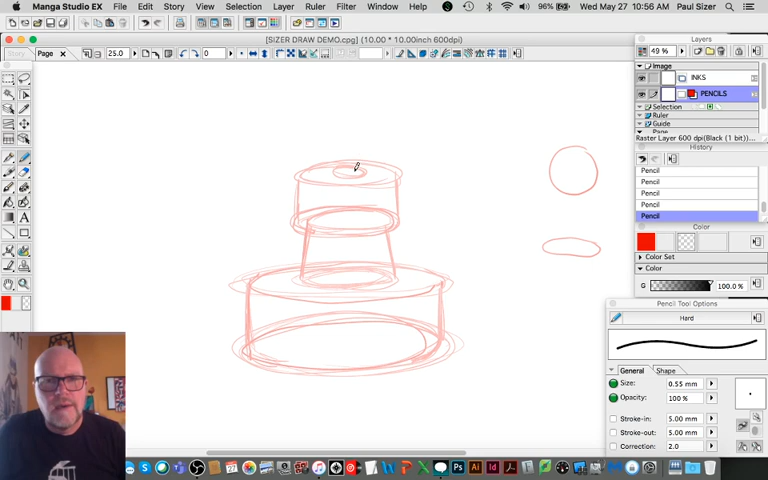 Manga Studio EX File Edit Story View Selection Layer Ruler Filter Window Help 96% Wed May 27 10:56 AM Paul Sizer
[SIZER DRAW DEMO.cpg] (10.00 * 10.00inch 600dpi)
Story Page 25.0 0
Layers
49 %
Image
INKS
PENCILS
Selection
Ruler
Guide
Raster Layer 600 dpi(Black (1 bit))
History
Pencil
Pencil
Pencil
Pencil
Pencil
Color
Color Set
Color
G 100.0 %
Pencil Tool Options
Hard
General Shape
Size: 0.55 mm
Opacity: 100 %
Stroke-in: 5.00 mm
Stroke-out: 5.00 mm
Correction: 2.0